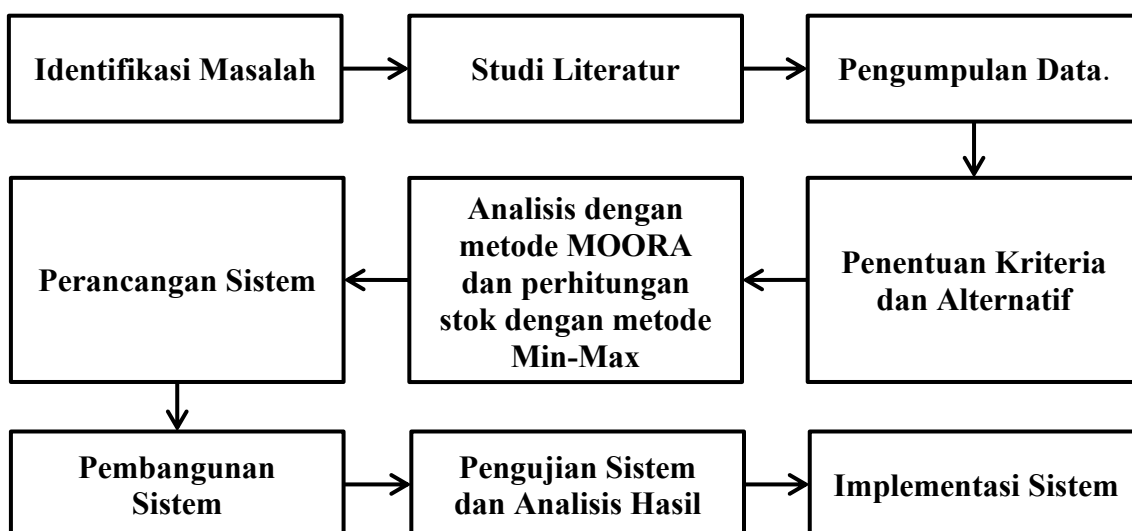 Identifikasi Masalah
Studi Literatur
Pengumpulan Data.
Penentuan Kriteria
dan Alternatif
Analisis dengan
metode MOORA
dan perhitungan
stok dengan metode
Min-Max
Perancangan Sistem
Pembangunan
Sistem
Pengujian Sistem
dan Analisis Hasil
Implementasi Sistem